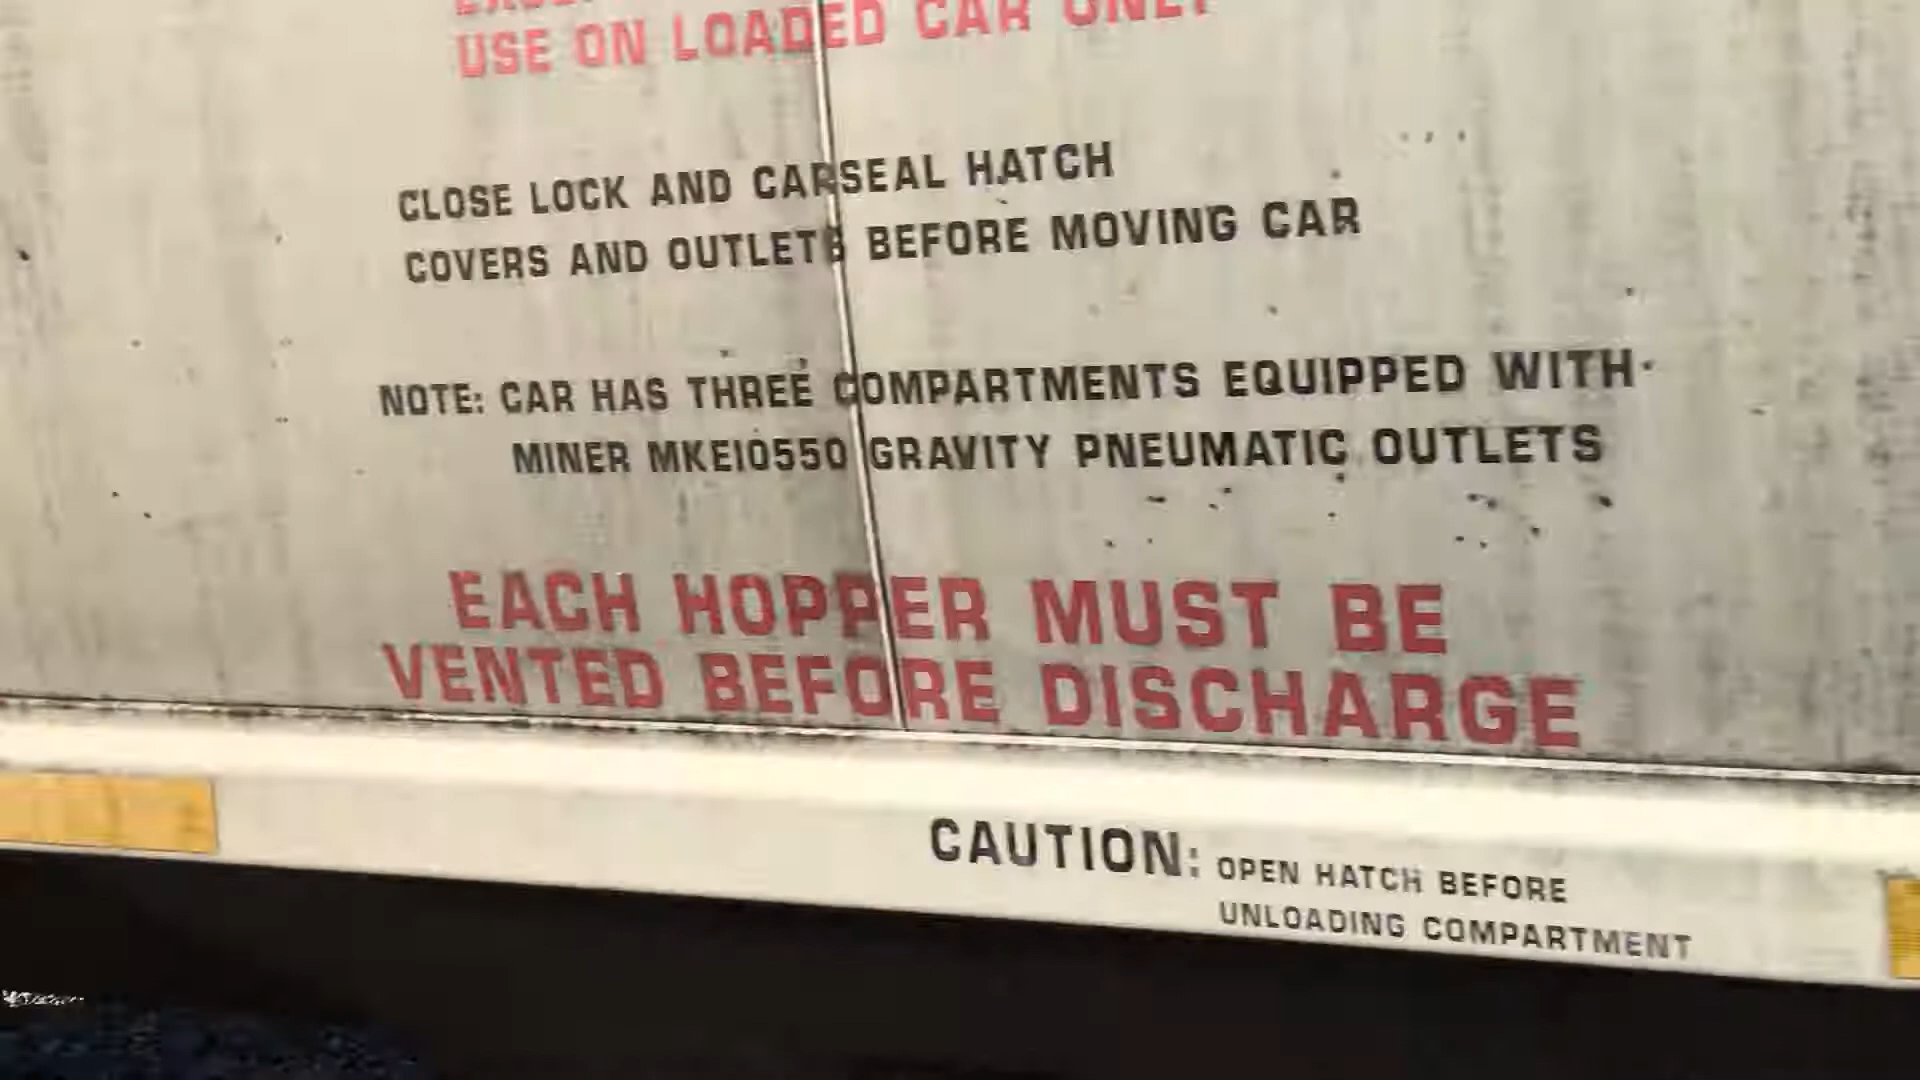 USE ON LOADED CAR ONLY
CLOSE LOCK AND CARSEAL HATCH
COVERS AND OUTLETS BEFORE MOVING CAR
NOTE: CAR HAS THREE COMPARTMENTS EQUIPPED WITH
MINER MKE10550 GRAVITY PNEUMATIC OUTLETS
EACH HOPPER MUST BE
VENTED BEFORE DISCHARGE
CAUTION: OPEN HATCH BEFORE
UNLOADING COMPARTMENT